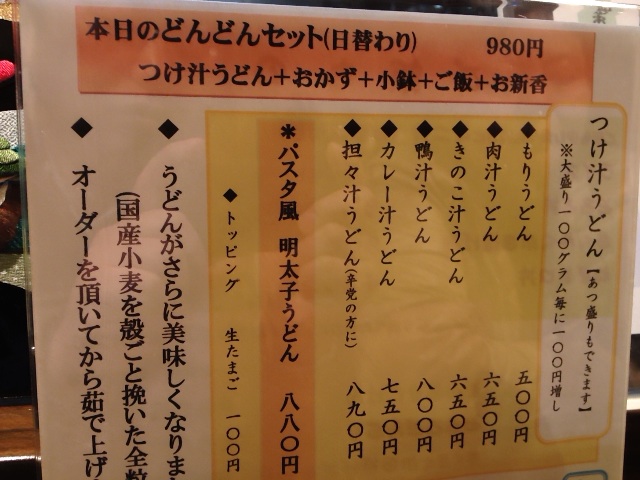 本日のどんどんセット(日替わり) 980円
つけ汁うどん＋おかず＋小鉢＋ご飯＋お新香
つけ汁うどん【あつ盛りもできます】
※大盛り一〇〇グラム毎に一〇〇円増し
◆もりうどん 五〇〇円
◆肉汁うどん 六五〇円
◆きのこ汁うどん 六五〇円
◆鴨汁うどん 八〇〇円
◆カレー汁うどん 七五〇円
◆担々汁うどん(辛党の方に) 八九〇円
＊パスタ風 明太子うどん 八八〇円
◆トッピング 生たまご 一〇〇円
◆うどんがさらに美味しくなりま
(国産小麦を殻ごと挽いた全粒
◆オーダーを頂いてから茹で上げ